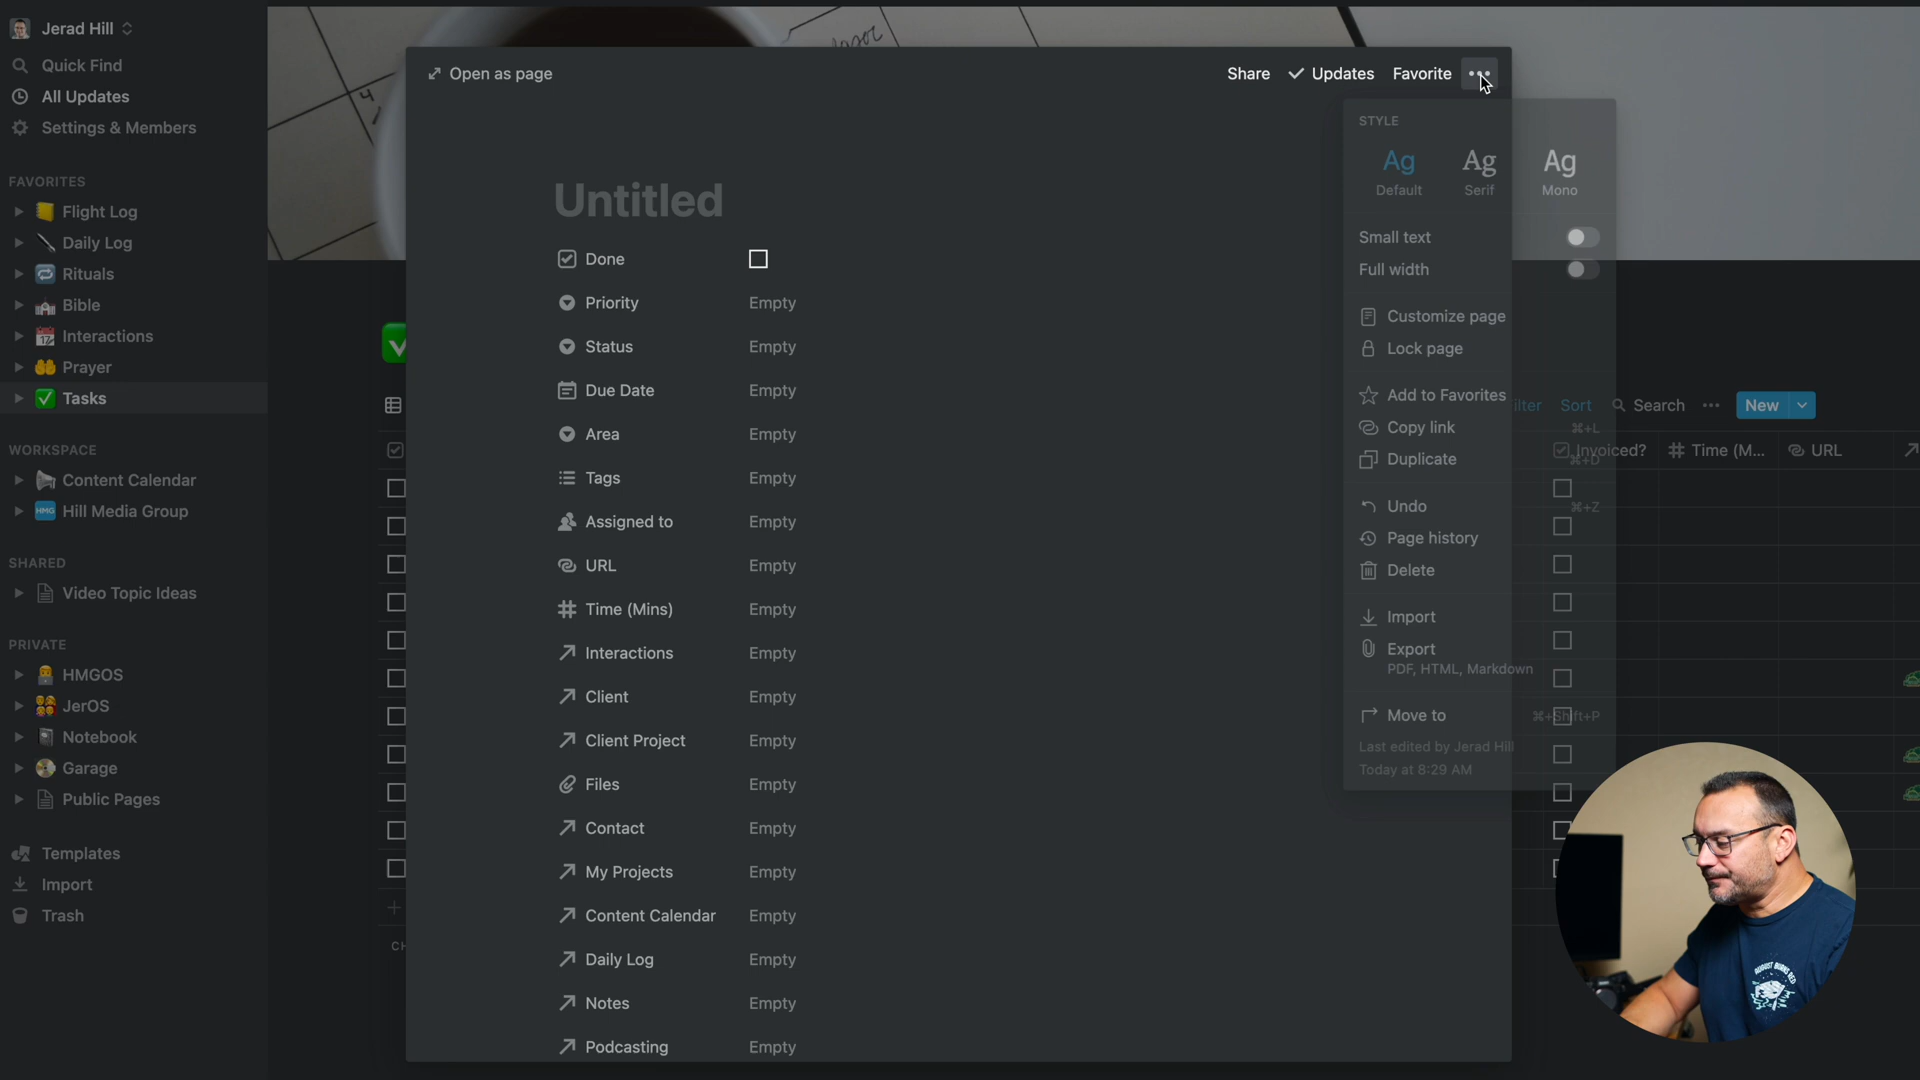 Jerad Hill
Quick Find
All Updates
Settings & Members
FAVORITES
Flight Log
Daily Log
Rituals
Bible
Interactions
Prayer
Tasks
WORKSPACE
Content Calendar
HMG Hill Media Group
SHARED
Video Topic Ideas
PRIVATE
HMGOS
JerOS
Notebook
Garage
Public Pages
Templates
Import
Trash
4
Open as page
Share Updates Favorite
Untitled
Done
Priority Empty
Status Empty
Due Date Empty
Area Empty
Tags Empty
Assigned to Empty
URL Empty
Time (Mins) Empty
Interactions Empty
Client Empty
Client Project Empty
Files Empty
Contact Empty
My Projects Empty
Content Calendar Empty
Daily Log Empty
Notes Empty
Podcasting Empty
STYLE
Ag Ag Ag
Default Serif Mono
Small text
Full width
Customize page
Lock page
Add to Favorites
Copy link ⌘+L
Duplicate ⌘+D
Undo ⌘+Z
Page history
Delete
Import
Export
PDF, HTML, Markdown
Move to ⌘+Shift+P
Last edited by Jerad Hill
Today at 8:29 AM
ilter Sort Search New
Invoiced? Time (M... URL
AUGUST BURNS RED